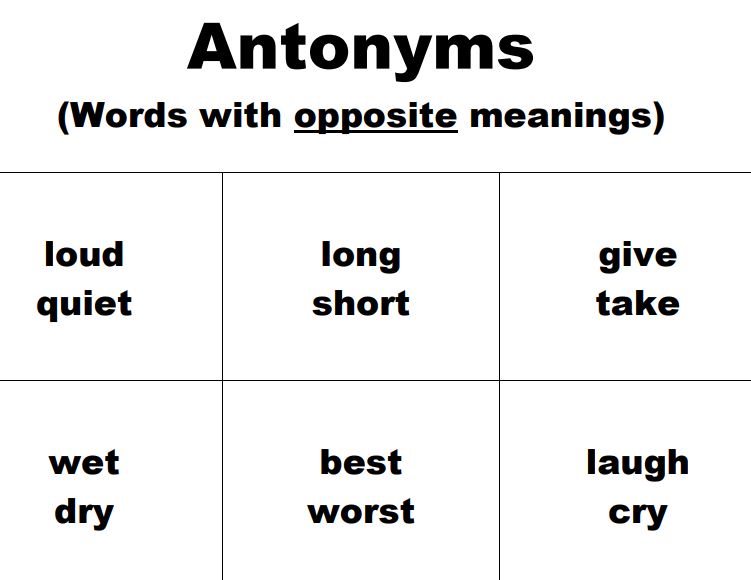 Antonyms
(Words with opposite meanings)
loud
quiet
long
short
give
take
wet
dry
best
worst
laugh
cry